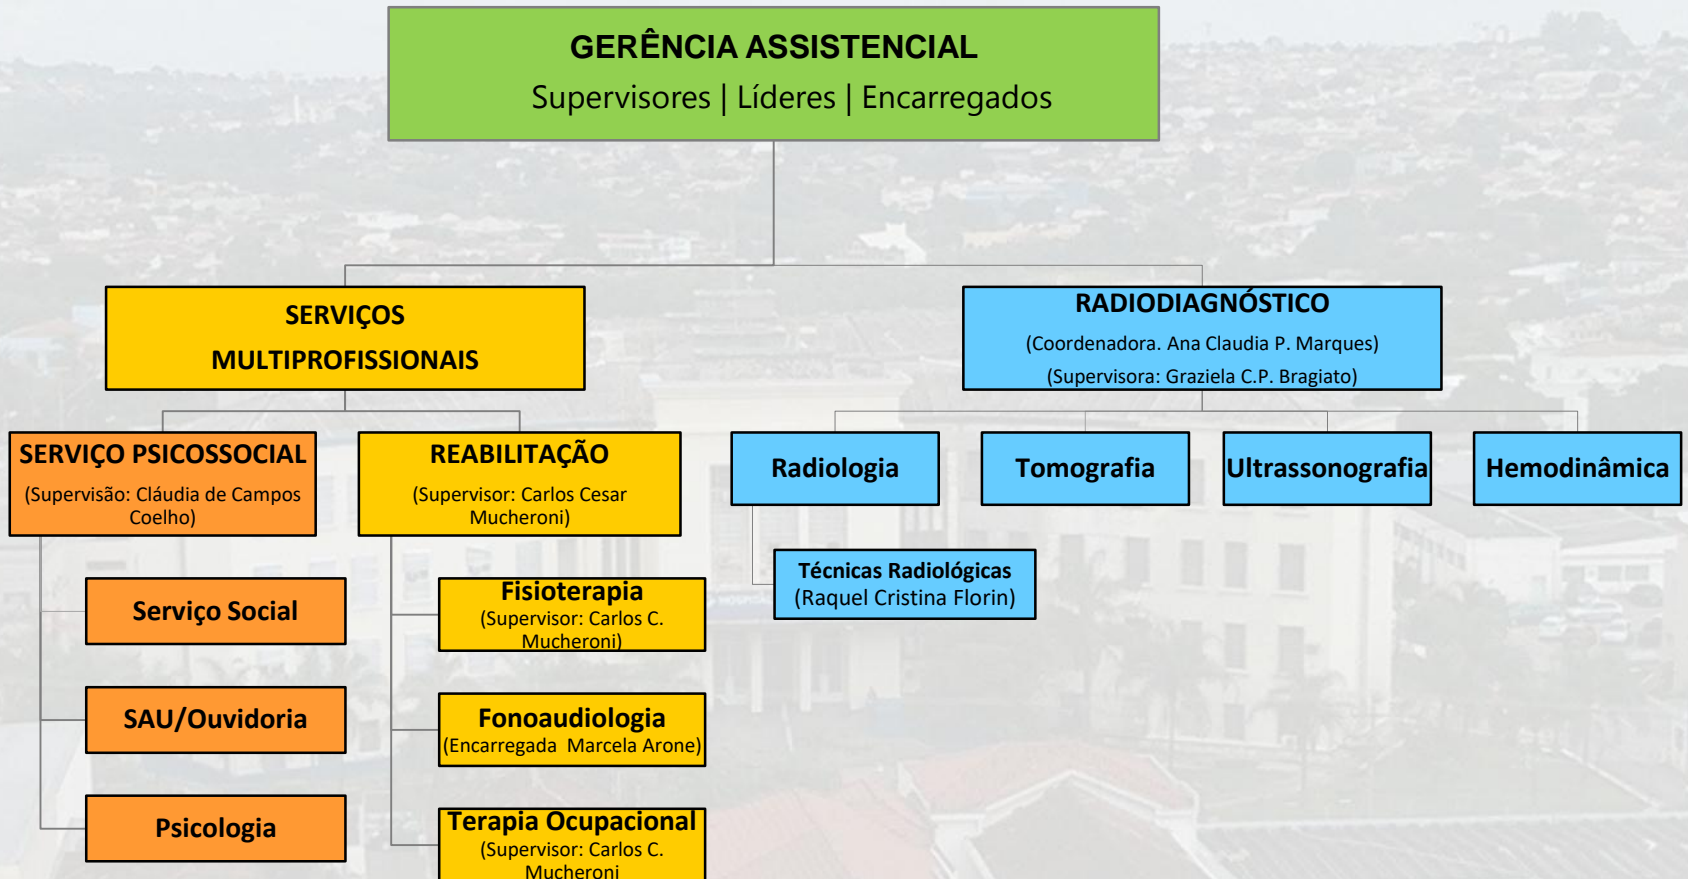 GERÊNCIA ASSISTENCIAL
Supervisores | Líderes | Encarregados
SERVIÇOS
MULTIPROFISSIONAIS
RADIODIAGNÓSTICO
(Coordenadora. Ana Claudia P. Marques)
(Supervisora: Graziela C.P. Bragiato)
SERVIÇO PSICOSSOCIAL
(Supervisão: Cláudia de Campos
Coelho)
REABILITAÇÃO
(Supervisor: Carlos Cesar
Mucheroni)
Radiologia
Tomografia
Ultrassonografia
Hemodinâmica
Serviço Social
SAU/Ouvidoria
Psicologia
Fisioterapia
(Supervisor: Carlos C.
Mucheroni)
Fonoaudiologia
(Encarregada Marcela Arone)
Terapia Ocupacional
(Supervisor: Carlos C.
Mucheroni
Técnicas Radiológicas
(Raquel Cristina Florin)